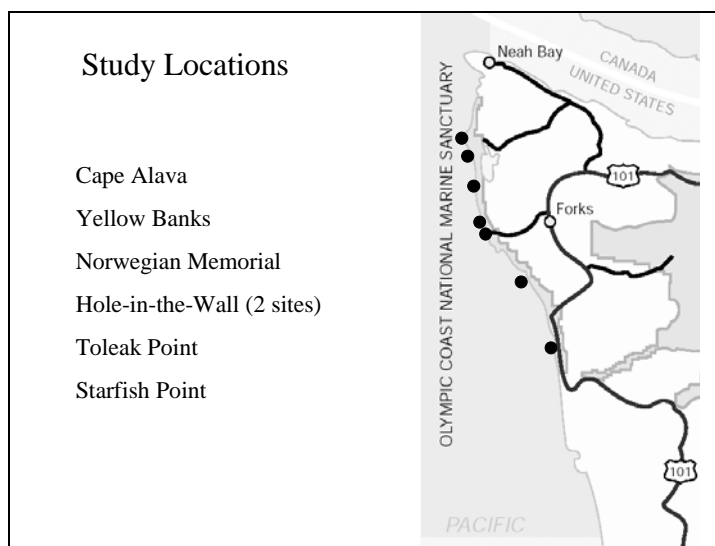 Study Locations
Cape Alava
Yellow Banks
Norwegian Memorial
Hole-in-the-Wall (2 sites)
Toleak Point
Starfish Point
OLYMPIC COAST NATIONAL MARINE SANCTUARY
Neah Bay
CANADA
UNITED STATES
101
Forks
101
PACIFIC